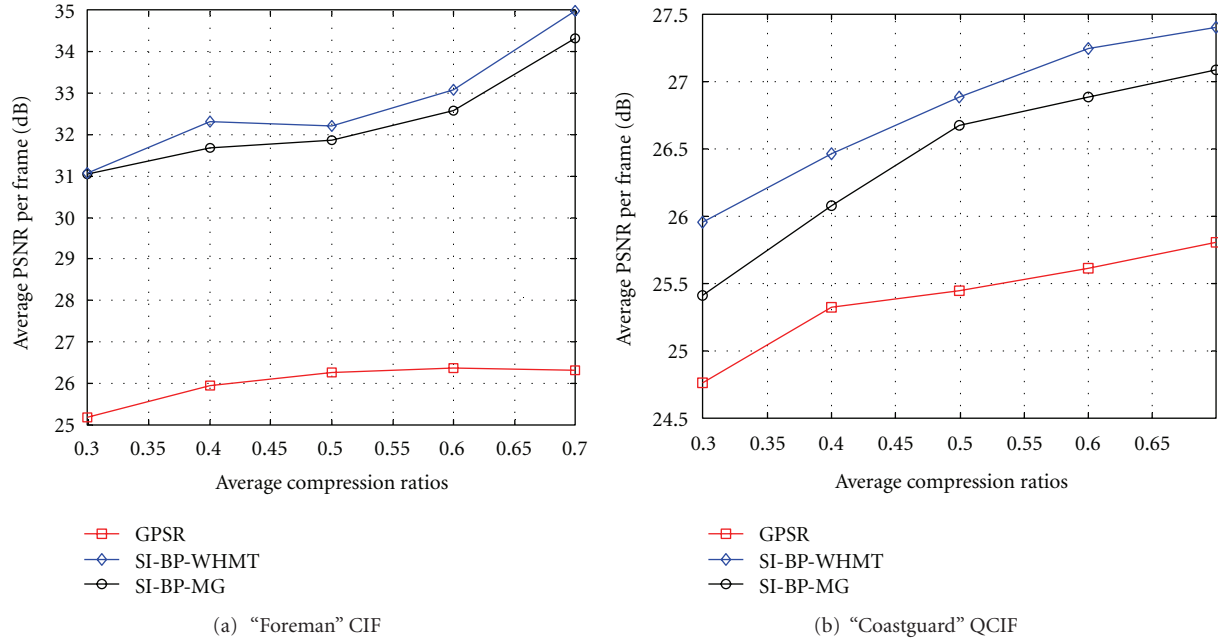 35
34
33
32
31
30
29
28
27
26
25
Average PSNR per frame (dB)
0.3 0.35 0.4 0.45 0.5 0.55 0.6 0.65 0.7
Average compression ratios
GPSR
SI-BP-WHMT
SI-BP-MG
(a) “Foreman” CIF
27.5
27
26.5
26
25.5
25
24.5
Average PSNR per frame (dB)
0.3 0.35 0.4 0.45 0.5 0.55 0.6 0.65
Average compression ratios
GPSR
SI-BP-WHMT
SI-BP-MG
(b) “Coastguard” QCIF